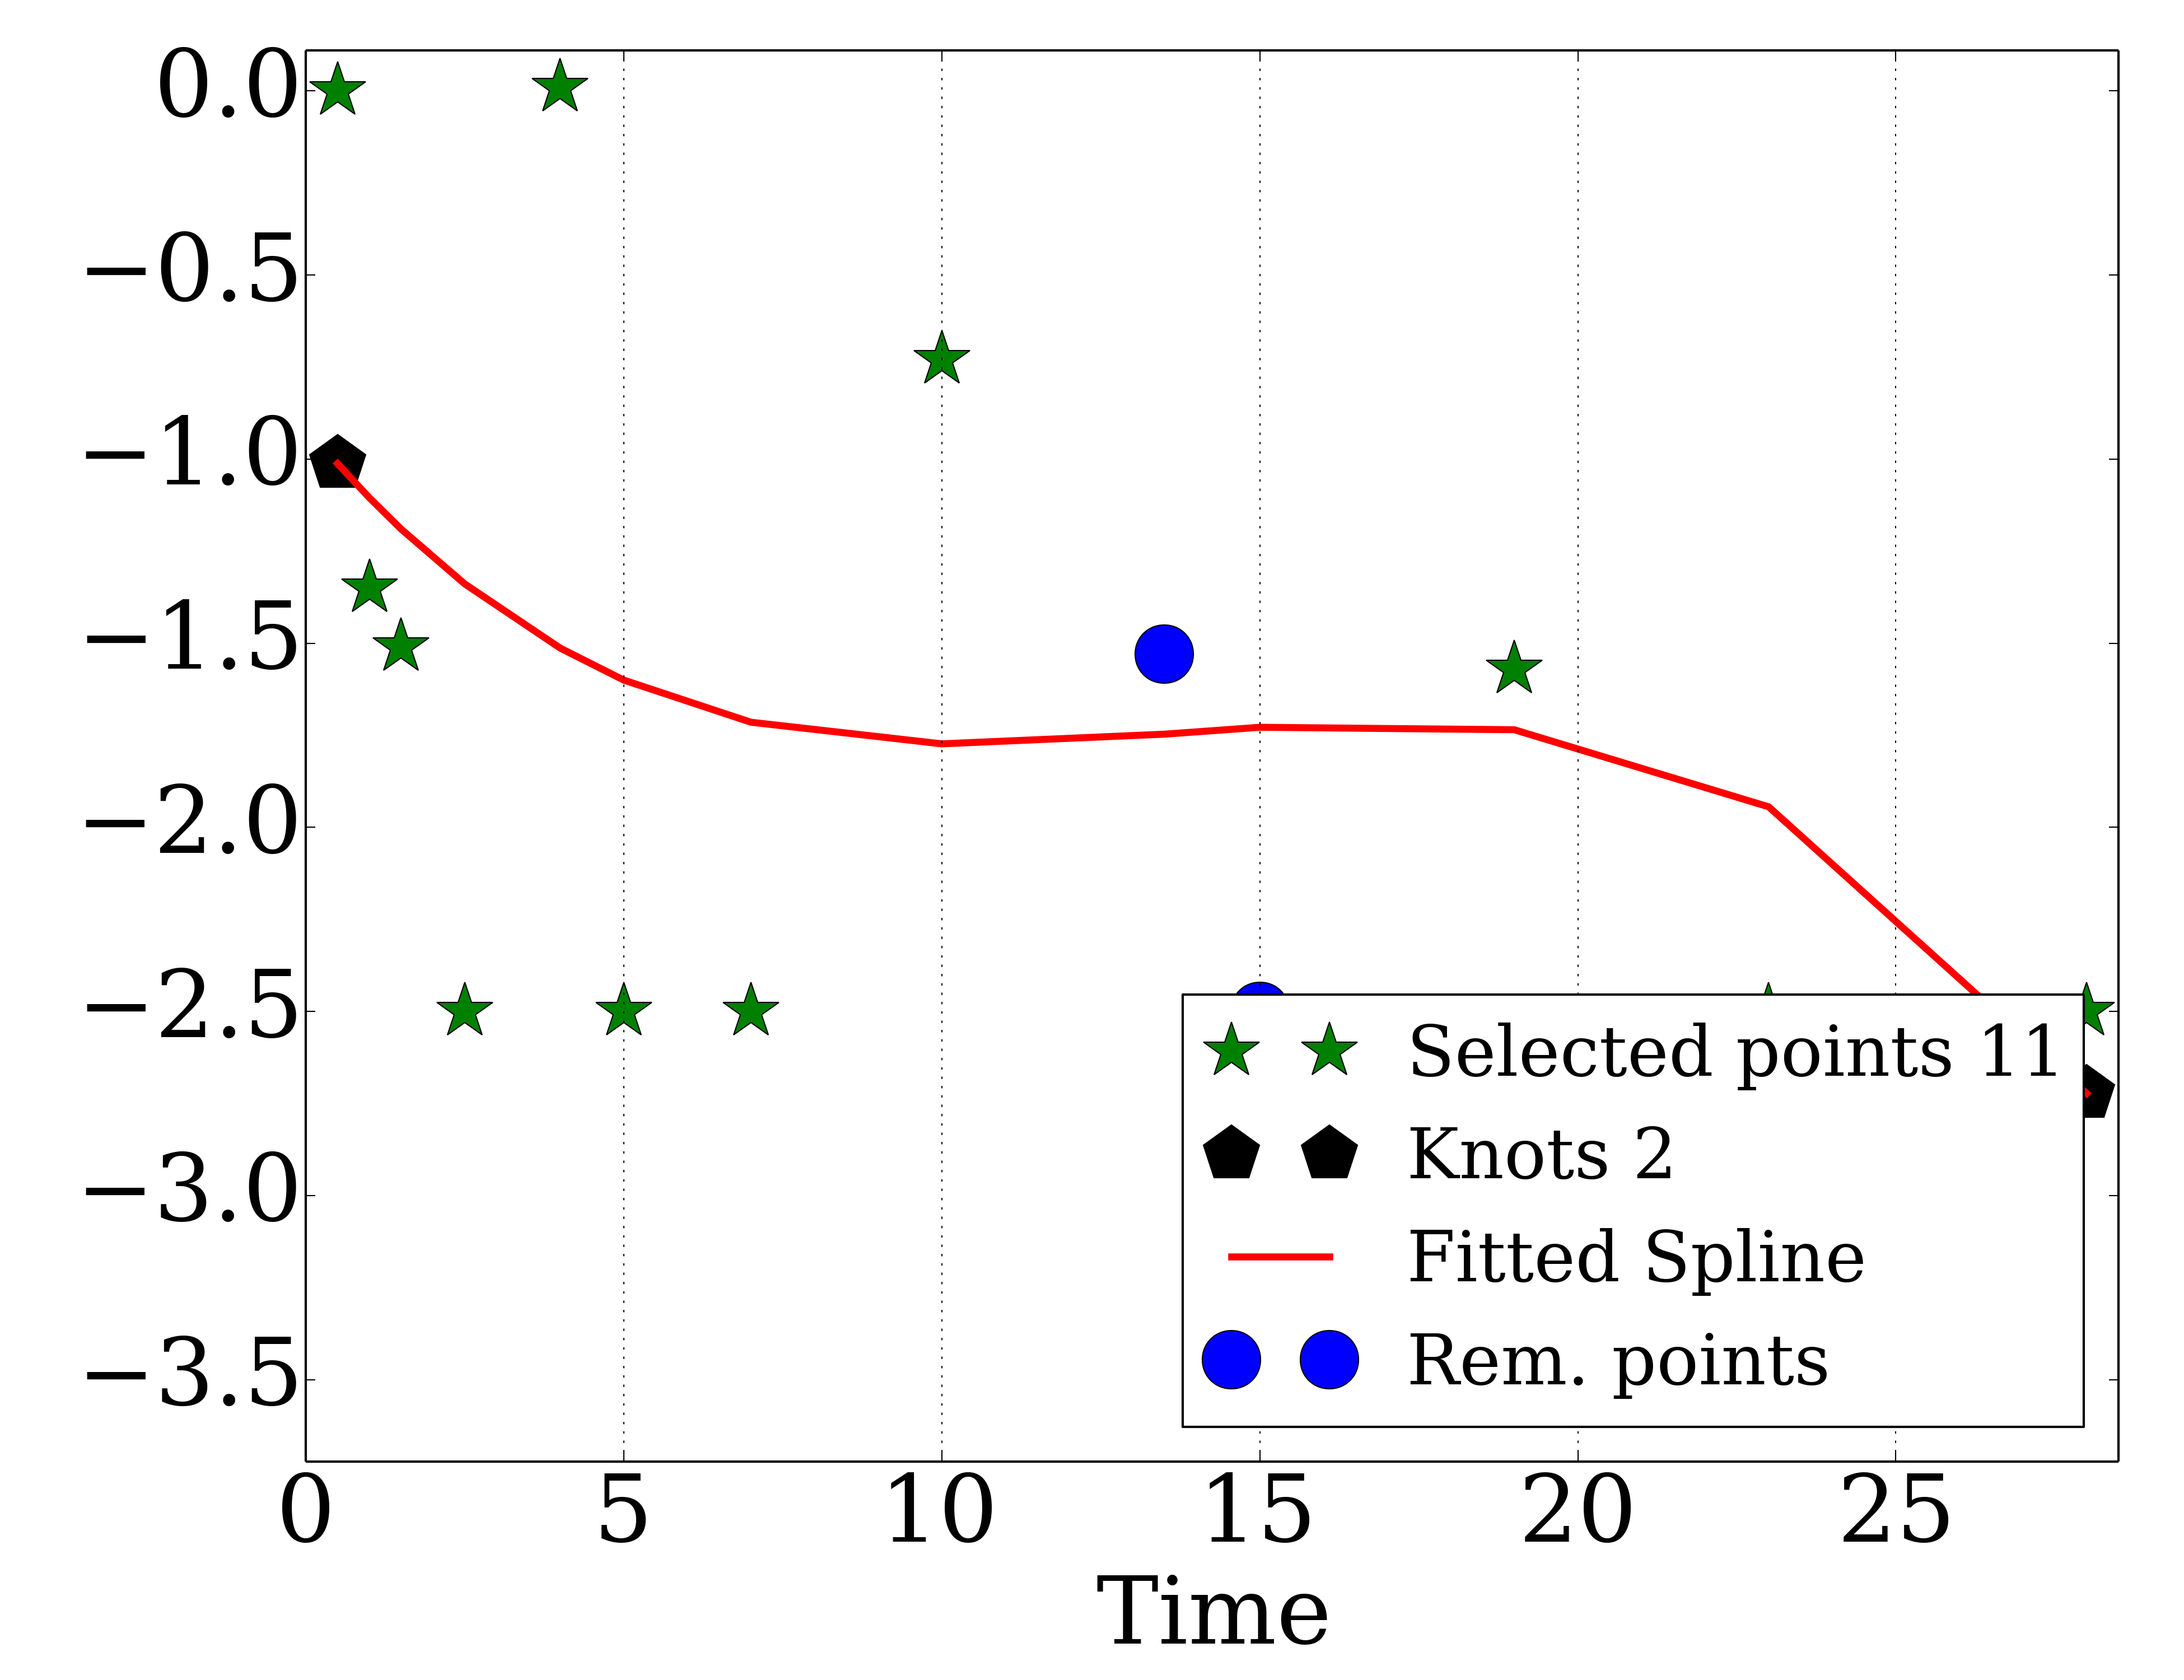 0.0
−0.5
−1.0
−1.5
−2.0
−2.5
−3.0
−3.5
Selected points 11
Knots 2
Fitted Spline
Rem. points
0 5 10 15 20 25
Time